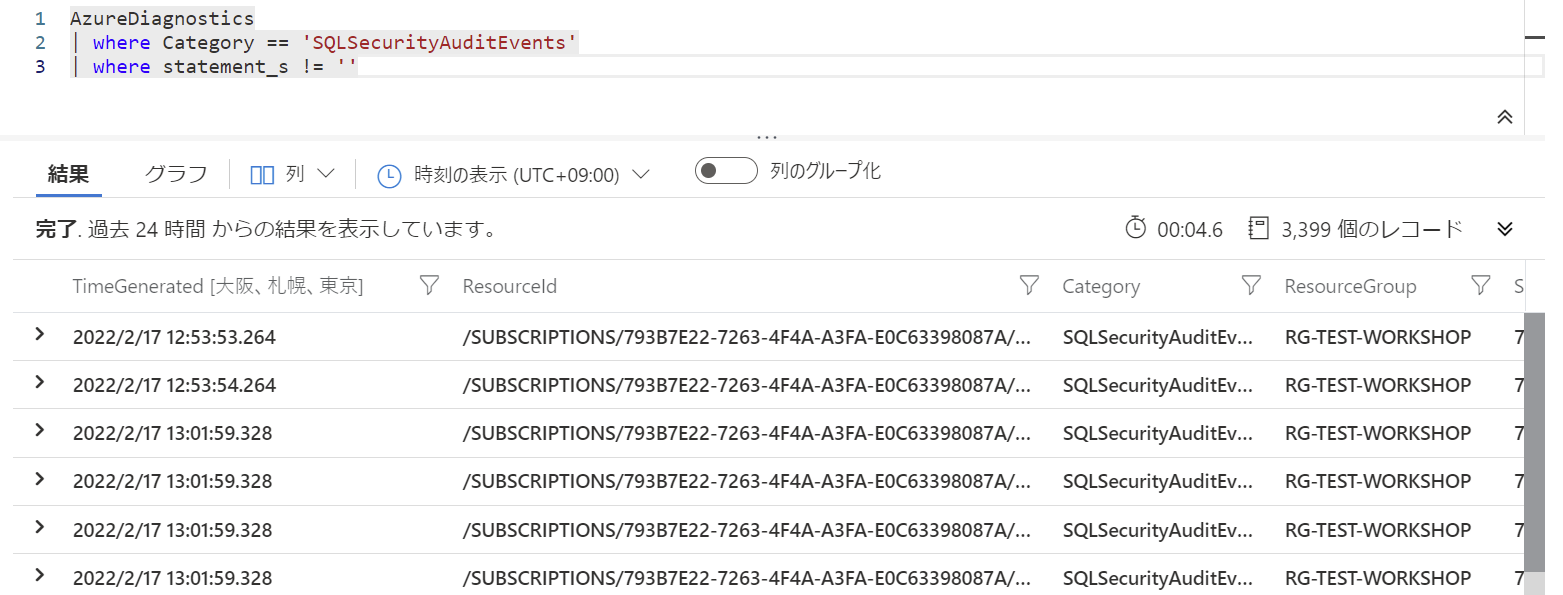 1 AzureDiagnostics
2 | where Category == 'SQLSecurityAuditEvents'
3 | where statement_s != ''
...
結果 グラフ 列 時刻の表示 (UTC+09:00) 列のグループ化
完了. 過去 24 時間 からの結果を表示しています。 00:04.6 3,399 個のレコード
TimeGenerated [大阪、札幌、東京] ResourceId Category ResourceGroup S
2022/2/17 12:53:53.264 /SUBSCRIPTIONS/793B7E22-7263-4F4A-A3FA-E0C63398087A/... SQLSecurityAuditEv... RG-TEST-WORKSHOP 7
2022/2/17 12:53:54.264 /SUBSCRIPTIONS/793B7E22-7263-4F4A-A3FA-E0C63398087A/... SQLSecurityAuditEv... RG-TEST-WORKSHOP 7
2022/2/17 13:01:59.328 /SUBSCRIPTIONS/793B7E22-7263-4F4A-A3FA-E0C63398087A/... SQLSecurityAuditEv... RG-TEST-WORKSHOP 7
2022/2/17 13:01:59.328 /SUBSCRIPTIONS/793B7E22-7263-4F4A-A3FA-E0C63398087A/... SQLSecurityAuditEv... RG-TEST-WORKSHOP 7
2022/2/17 13:01:59.328 /SUBSCRIPTIONS/793B7E22-7263-4F4A-A3FA-E0C63398087A/... SQLSecurityAuditEv... RG-TEST-WORKSHOP 7
2022/2/17 13:01:59.328 /SUBSCRIPTIONS/793B7E22-7263-4F4A-A3FA-E0C63398087A/... SQLSecurityAuditEv... RG-TEST-WORKSHOP 7